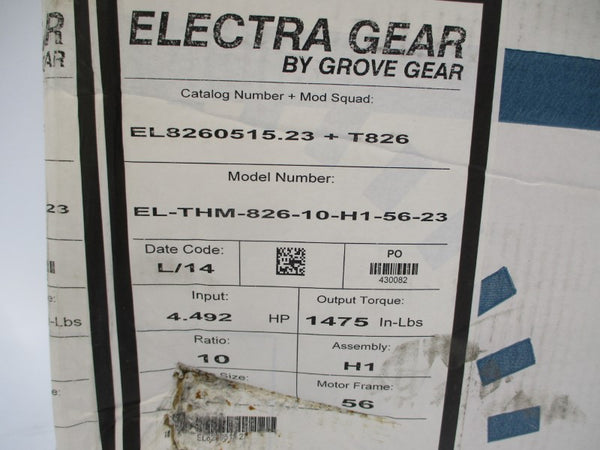 ELECTRA GEAR
BY GROVE GEAR
Catalog Number + Mod Squad:
EL8260515.23 + T826
Model Number:
EL-THM-826-10-H1-56-23
Date Code:
L/14
PO
430082
Input:
4.492 HP
Output Torque:
1475 In-Lbs
Ratio:
10
Assembly:
H1
Size:
Motor Frame:
56
R
AR
23
n-Lbs